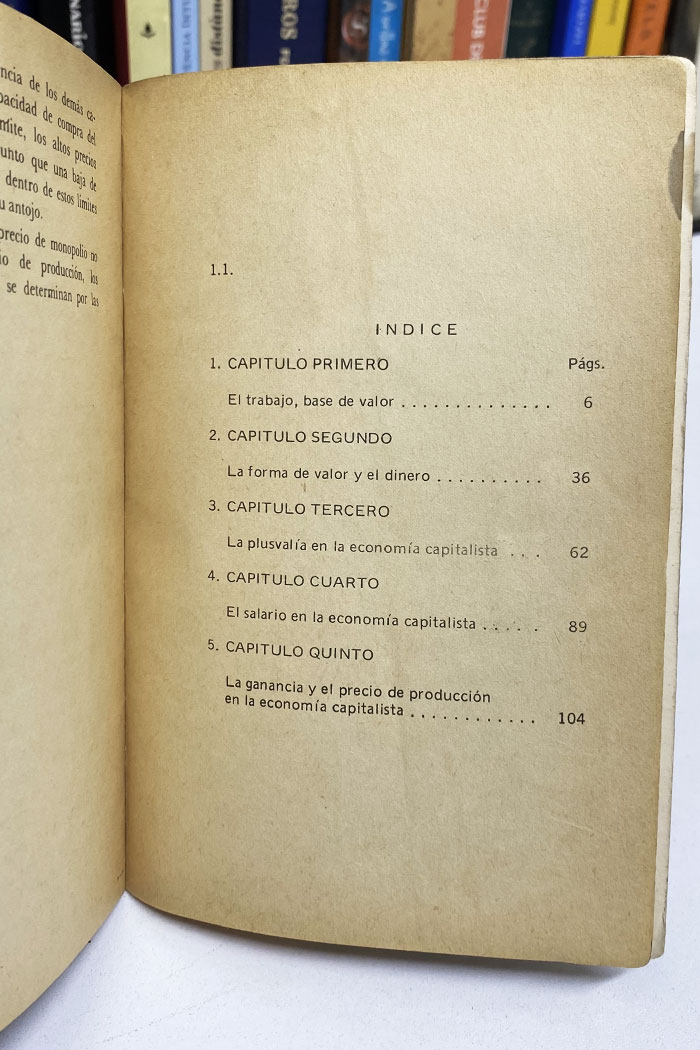 ncia de los demás ca-
pacidad de compra del
mite, los altos precios
unto que una baja de
dentro de estos límites
u antojo.
precio de monopolio no
io de producción, los
se determinan por las
1.1.
INDICE
1. CAPITULO PRIMERO Págs.
El trabajo, base de valor . . . . . . . . . . . . . . 6
2. CAPITULO SEGUNDO
La forma de valor y el dinero . . . . . . . . . . 36
3. CAPITULO TERCERO
La plusvalía en la economía capitalista . . . 62
4. CAPITULO CUARTO
El salario en la economía capitalista . . . . . 89
5. CAPITULO QUINTO
La ganancia y el precio de producción
en la economía capitalista . . . . . . . . . . . . 104